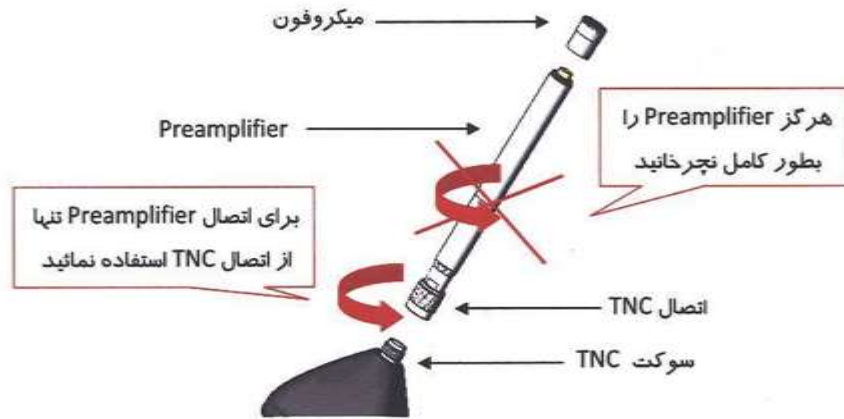 میکروفون
Preamplifier
هرگز Preamplifier را
بطور کامل نچرخانید
برای اتصال Preamplifier تنها
از اتصال TNC استفاده نمائید
اتصال TNC
سوکت TNC